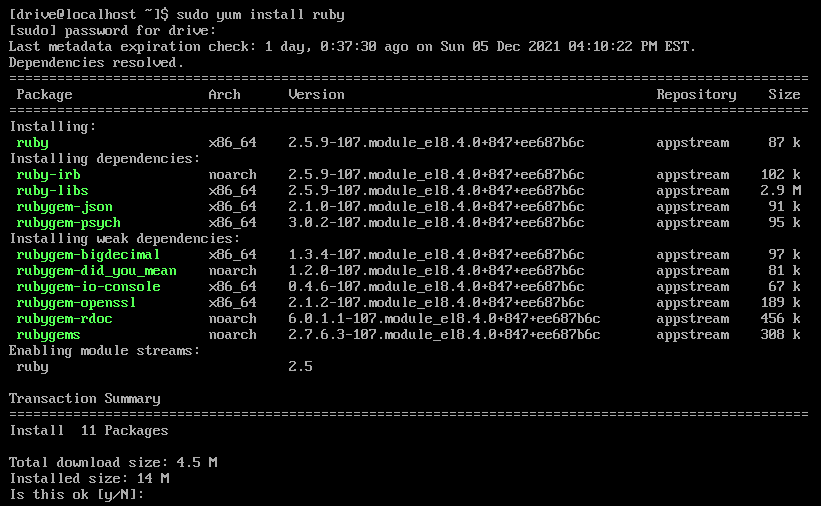 [drive@localhost ~]$ sudo yum install ruby
[sudo] password for drive:
Last metadata expiration check: 1 day, 0:37:30 ago on Sun 05 Dec 2021 04:10:22 PM EST.
Dependencies resolved.
====================================================================================================
 Package                 Arch      Version                                       Repository    Size
====================================================================================================
Installing:
 ruby                    x86_64    2.5.9-107.module_el8.4.0+847+ee687b6c         appstream     87 k
Installing dependencies:
 ruby-irb                noarch    2.5.9-107.module_el8.4.0+847+ee687b6c         appstream    102 k
 ruby-libs               x86_64    2.5.9-107.module_el8.4.0+847+ee687b6c         appstream    2.9 M
 rubygem-json            x86_64    2.1.0-107.module_el8.4.0+847+ee687b6c         appstream     91 k
 rubygem-psych           x86_64    3.0.2-107.module_el8.4.0+847+ee687b6c         appstream     95 k
Installing weak dependencies:
 rubygem-bigdecimal      x86_64    1.3.4-107.module_el8.4.0+847+ee687b6c         appstream     97 k
 rubygem-did_you_mean    noarch    1.2.0-107.module_el8.4.0+847+ee687b6c         appstream     81 k
 rubygem-io-console      x86_64    0.4.6-107.module_el8.4.0+847+ee687b6c         appstream     67 k
 rubygem-openssl         x86_64    2.1.2-107.module_el8.4.0+847+ee687b6c         appstream    189 k
 rubygem-rdoc            noarch    6.0.1.1-107.module_el8.4.0+847+ee687b6c       appstream    456 k
 rubygems                noarch    2.7.6.3-107.module_el8.4.0+847+ee687b6c       appstream    308 k
Enabling module streams:
 ruby                              2.5

Transaction Summary
====================================================================================================
Install  11 Packages

Total download size: 4.5 M
Installed size: 14 M
Is this ok [y/N]: